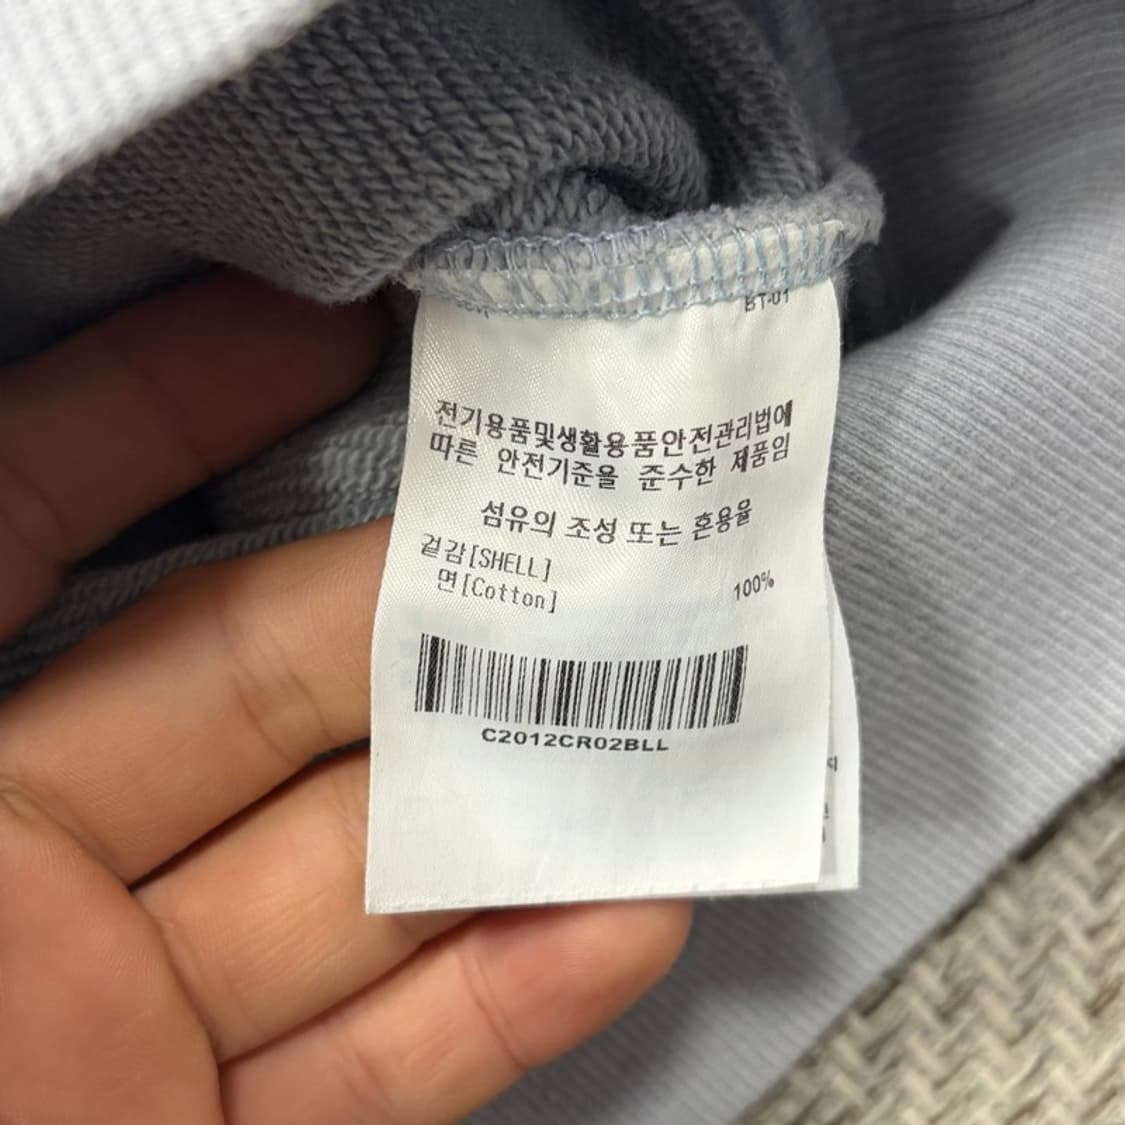 BT-01
전기용품및생활용품안전관리법에
따른 안전기준을 준수한 제품임
섬유의 조성 또는 혼용율
겉감[SHELL]
면[Cotton] 100%
C2012CR02BLL